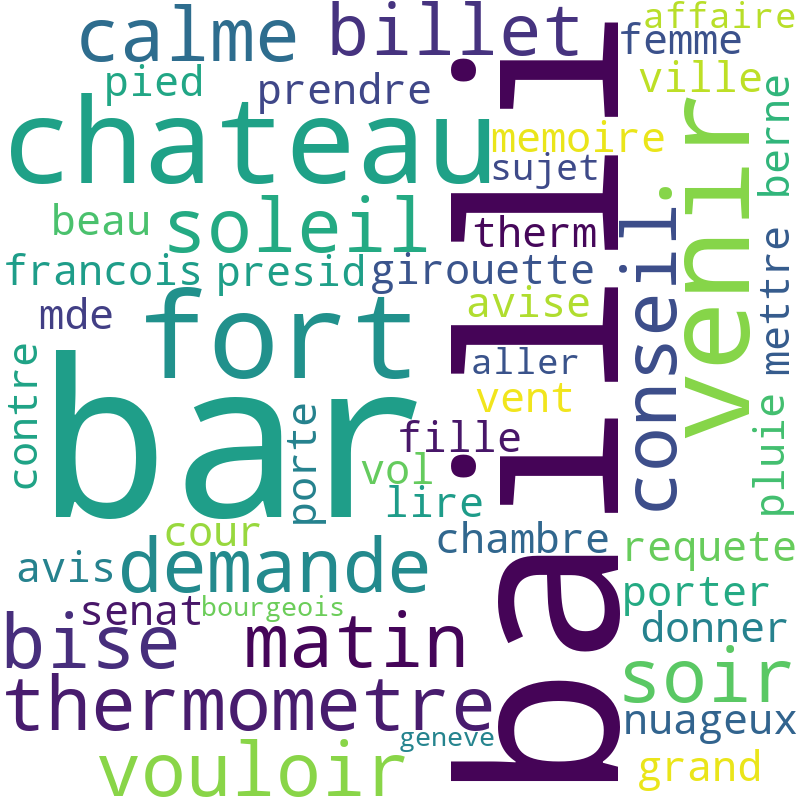 calme
billet
affaire
femme
pied
prendre
ville
chateau
memoire
sujet
berne
venir
bailli
beau
soleil
therm
francois
presid
girouette
conseil
mettre
mde
fort
avise
aller
vent
contre
bar
porte
fille
vol
lire
pluie
cour
chambre
requete
avis
demande
porter
senat
bourgeois
donner
bise
matin
soir
thermometre
nuageux
geneve
vouloir
grand